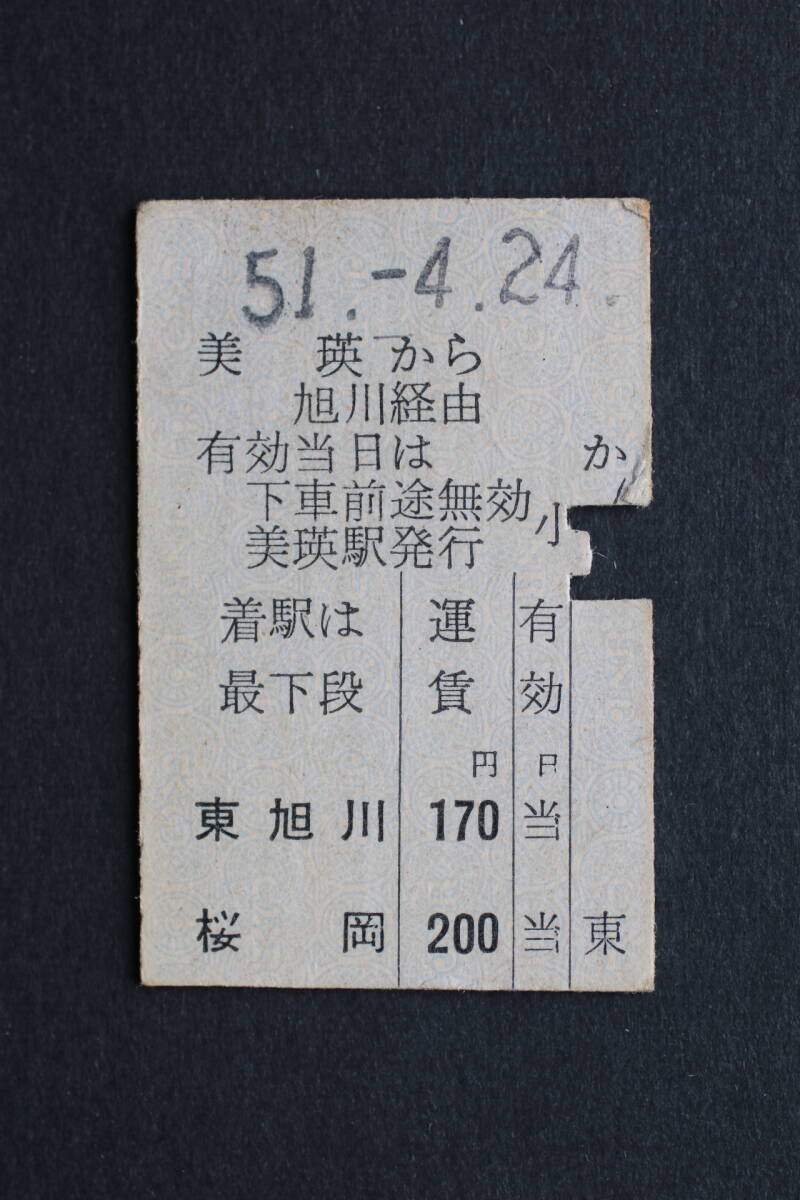 51.-4.24.
美瑛から
旭川経由
有効当日は か
下車前途無効 小
美瑛駅発行
着駅は 運 有
最下段 賃 効
円 日
東旭川 170 当
桜岡 200 当 東